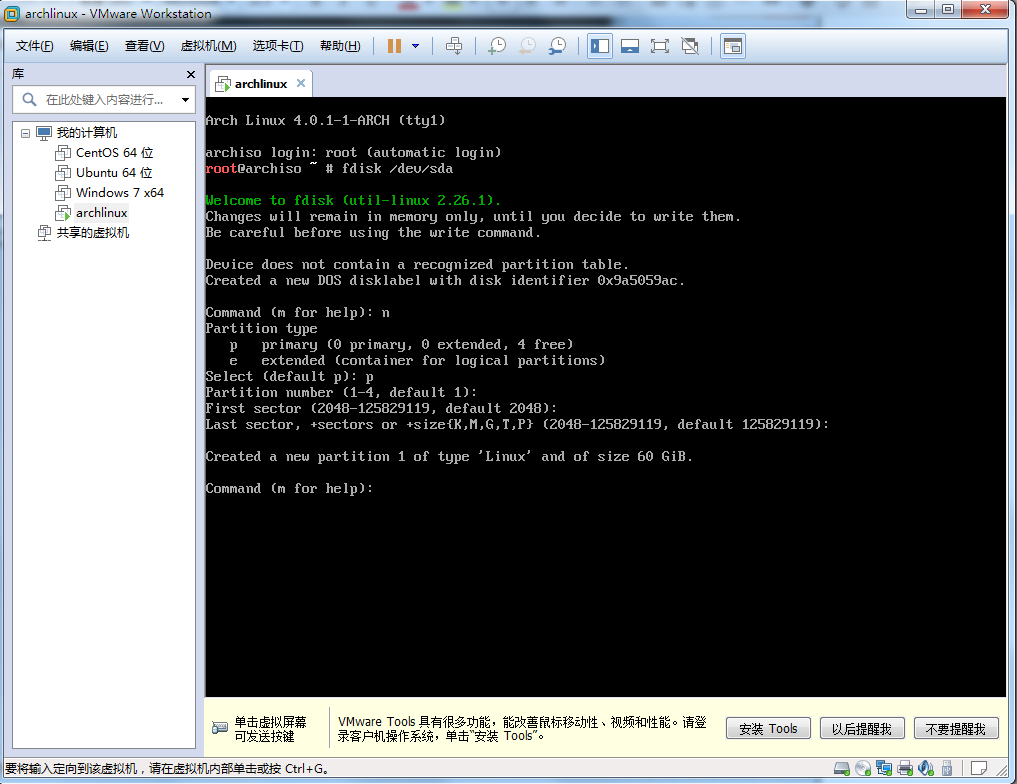 archlinux - VMware Workstation
文件(F) 编辑(E) 查看(V) 虚拟机(M) 选项卡(T) 帮助(H)
库
在此处键入内容进行...
我的计算机
CentOS 64 位
Ubuntu 64 位
Windows 7 x64
archlinux
共享的虚拟机
archlinux
Arch Linux 4.0.1-1-ARCH (tty1)
archiso login: root (automatic login)
root@archiso ~ # fdisk /dev/sda
Welcome to fdisk (util-linux 2.26.1).
Changes will remain in memory only, until you decide to write them.
Be careful before using the write command.
Device does not contain a recognized partition table.
Created a new DOS disklabel with disk identifier 0x9a5059ac.
Command (m for help): n
Partition type
p primary (0 primary, 0 extended, 4 free)
e extended (container for logical partitions)
Select (default p): p
Partition number (1-4, default 1):
First sector (2048-125829119, default 2048):
Last sector, +sectors or +size{K,M,G,T,P} (2048-125829119, default 125829119):
Created a new partition 1 of type 'Linux' and of size 60 GiB.
Command (m for help):
单击虚拟屏幕
可发送按键
VMware Tools 具有很多功能，能改善鼠标移动性、视频和性能。请登
录客户机操作系统，单击“安装 Tools”。
安装 Tools
以后提醒我
不要提醒我
要将输入定向到该虚拟机，请在虚拟机内部单击或按 Ctrl+G。